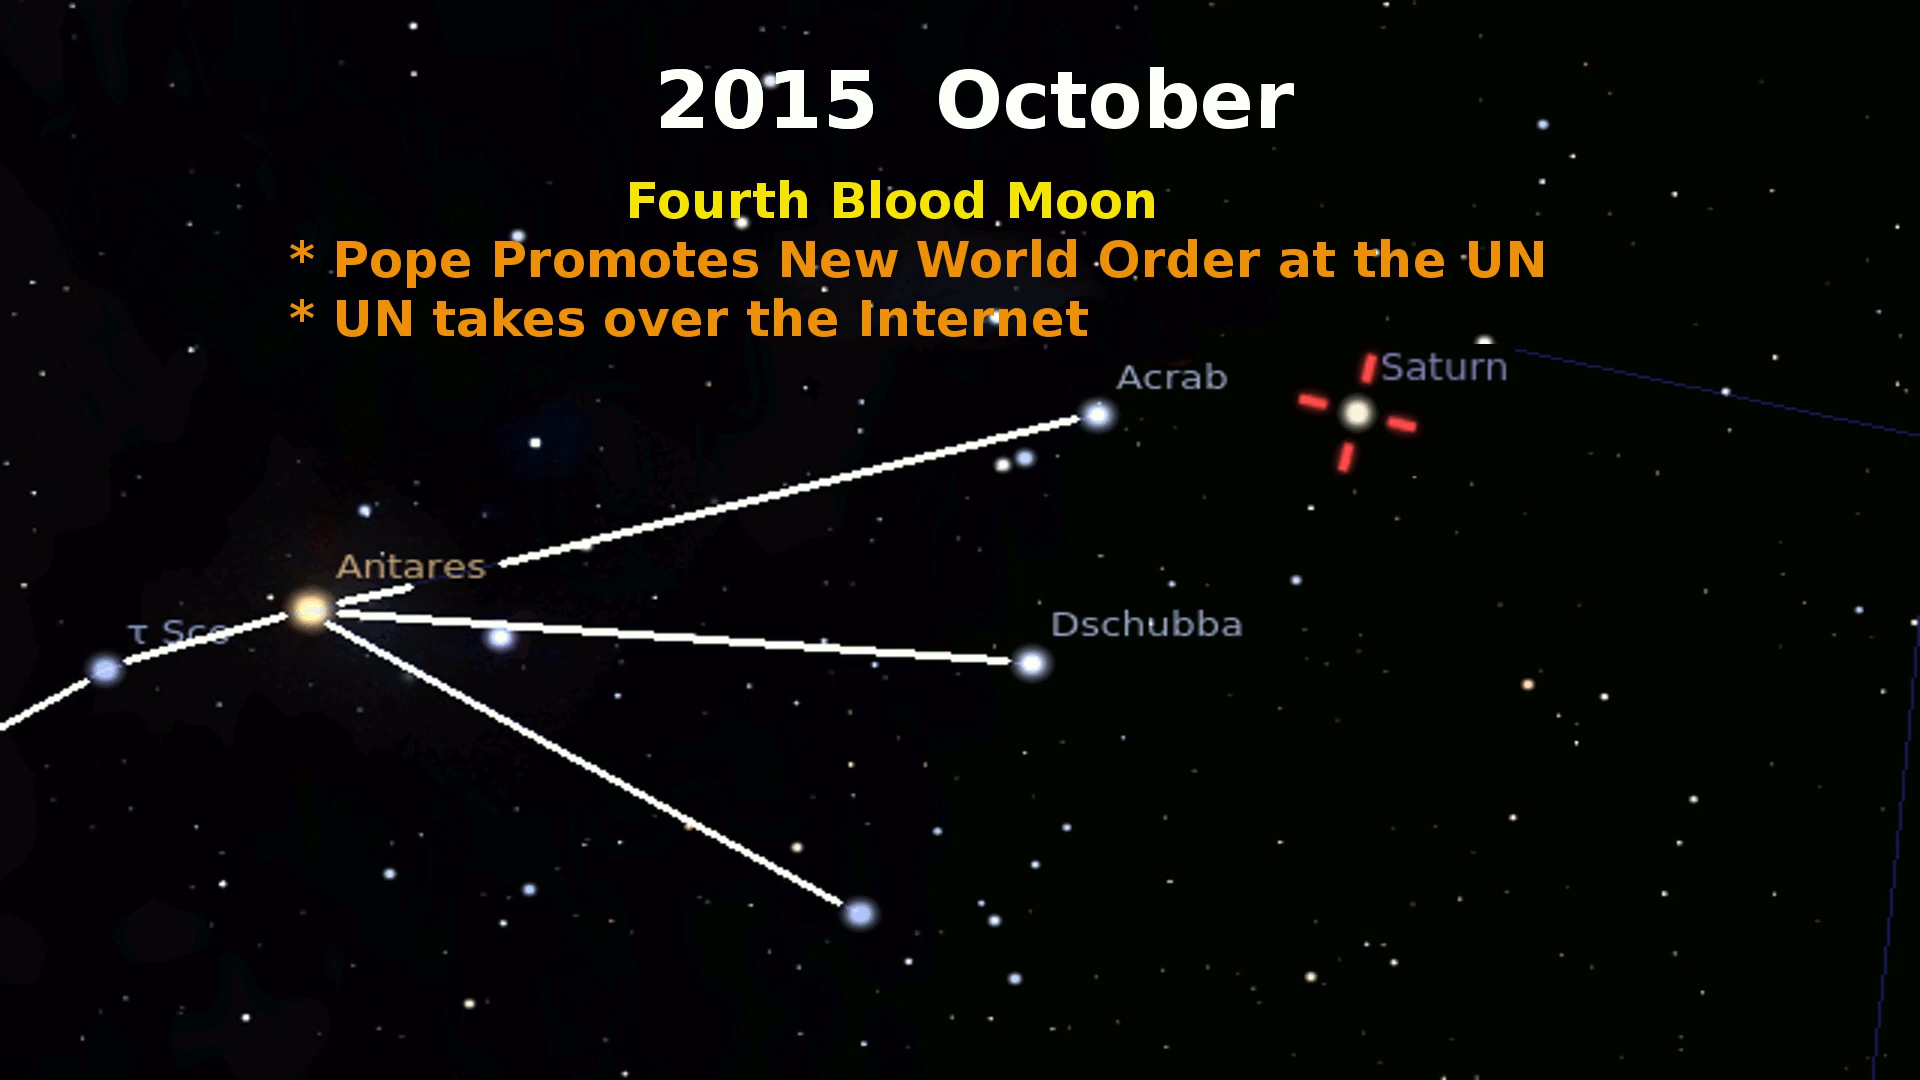 2015 October
Fourth Blood Moon
* Pope Promotes New World Order at the UN
* UN takes over the Internet
Acrab
Saturn
Antares
τ Sco
Dschubba